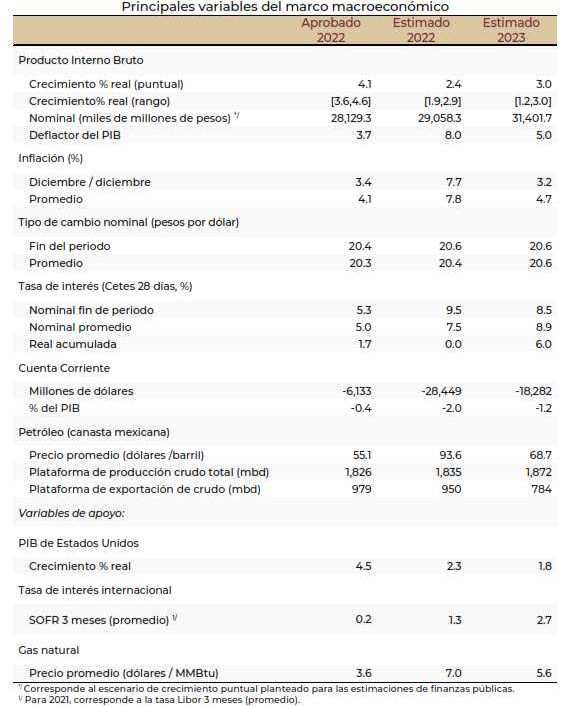 Principales variables del marco macroeconómico
Aprobado 2022 Estimado 2022 Estimado 2023
Producto Interno Bruto
Crecimiento % real (puntual) 4.1 2.4 3.0
Crecimiento% real (rango) [3.6,4.6] [1.9,2.9] [1.2,3.0]
Nominal (miles de millones de pesos) */ 28,129.3 29,058.3 31,401.7
Deflactor del PIB 3.7 8.0 5.0
Inflación (%)
Diciembre / diciembre 3.4 7.7 3.2
Promedio 4.1 7.8 4.7
Tipo de cambio nominal (pesos por dólar)
Fin del periodo 20.4 20.6 20.6
Promedio 20.3 20.4 20.6
Tasa de interés (Cetes 28 días, %)
Nominal fin de periodo 5.3 9.5 8.5
Nominal promedio 5.0 7.5 8.9
Real acumulada 1.7 0.0 6.0
Cuenta Corriente
Millones de dólares -6,133 -28,449 -18,282
% del PIB -0.4 -2.0 -1.2
Petróleo (canasta mexicana)
Precio promedio (dólares /barril) 55.1 93.6 68.7
Plataforma de producción crudo total (mbd) 1,826 1,835 1,872
Plataforma de exportación de crudo (mbd) 979 950 784
Variables de apoyo:
PIB de Estados Unidos
Crecimiento % real 4.5 2.3 1.8
Tasa de interés internacional
SOFR 3 meses (promedio) 1/ 0.2 1.3 2.7
Gas natural
Precio promedio (dólares / MMBtu) 3.6 7.0 5.6
*/ Corresponde al escenario de crecimiento puntual planteado para las estimaciones de finanzas públicas.
1/ Para 2021, corresponde a la tasa Libor 3 meses (promedio).